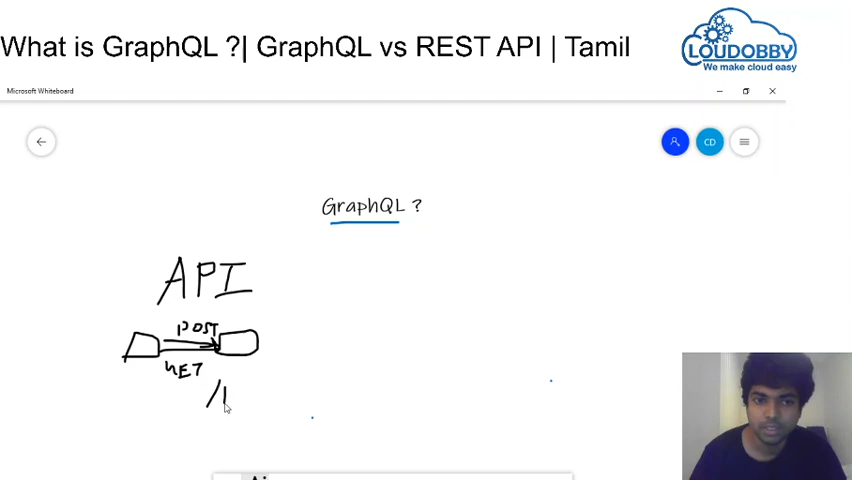 What is GraphQL ?| GraphQL vs REST API | Tamil
LOUDOBBY
We make cloud easy
Microsoft Whiteboard
CD
GraphQL ?
API
POST
GET